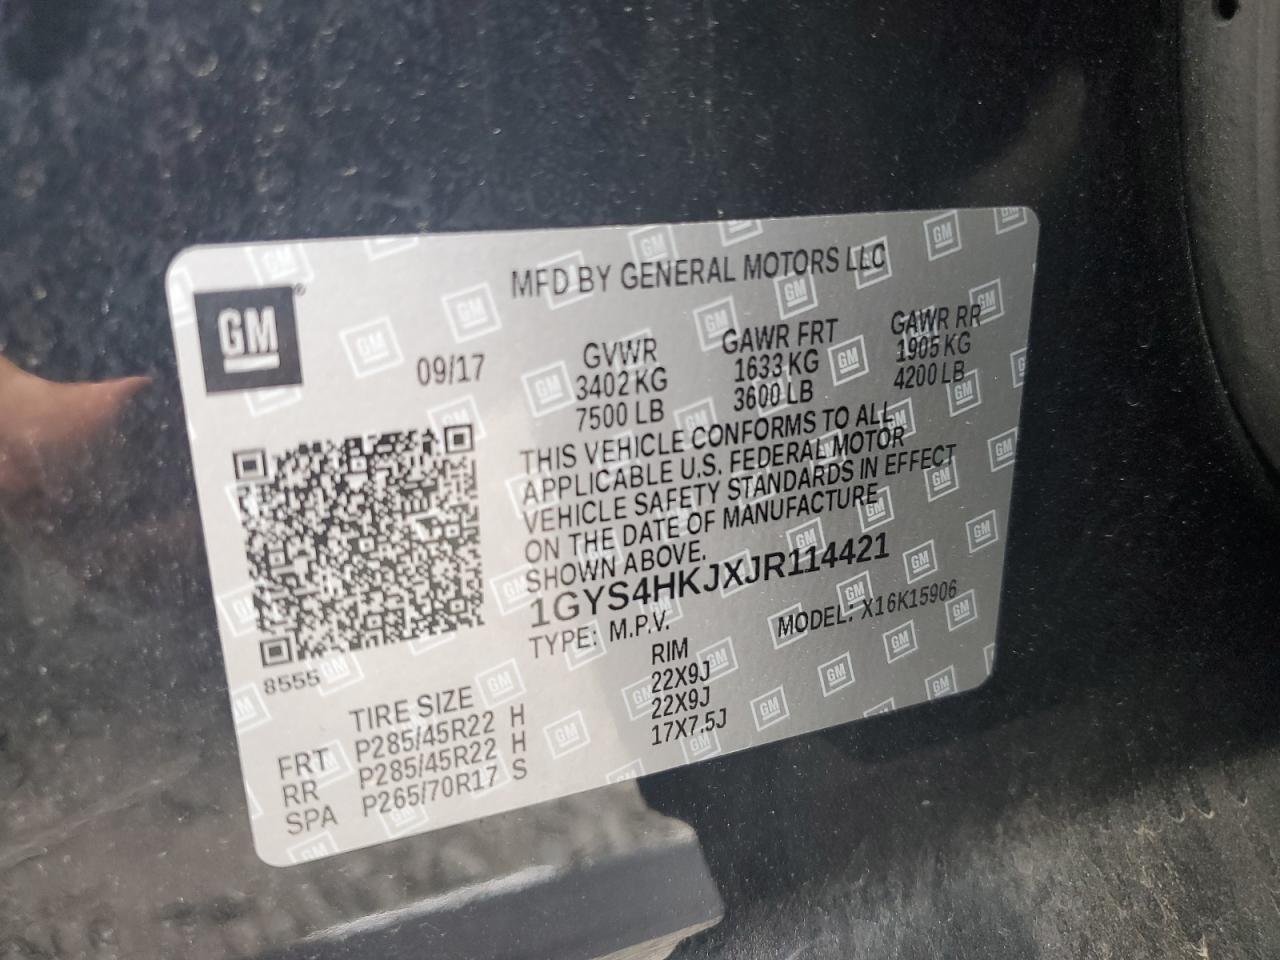 MFD BY GENERAL MOTORS LLC
GM
09/17
GVWR GAWR FRT GAWR RR
3402 KG 1633 KG 1905 KG
7500 LB 3600 LB 4200 LB
THIS VEHICLE CONFORMS TO ALL
APPLICABLE U.S. FEDERAL MOTOR
VEHICLE SAFETY STANDARDS IN EFFECT
ON THE DATE OF MANUFACTURE
SHOWN ABOVE.
1GYS4HKJXJR114421
TYPE: M.P.V. MODEL: X16K15906
8555
TIRE SIZE RIM
FRT P285/45R22 H 22X9J
RR P285/45R22 H 22X9J
SPA P265/70R17 S 17X7.5J